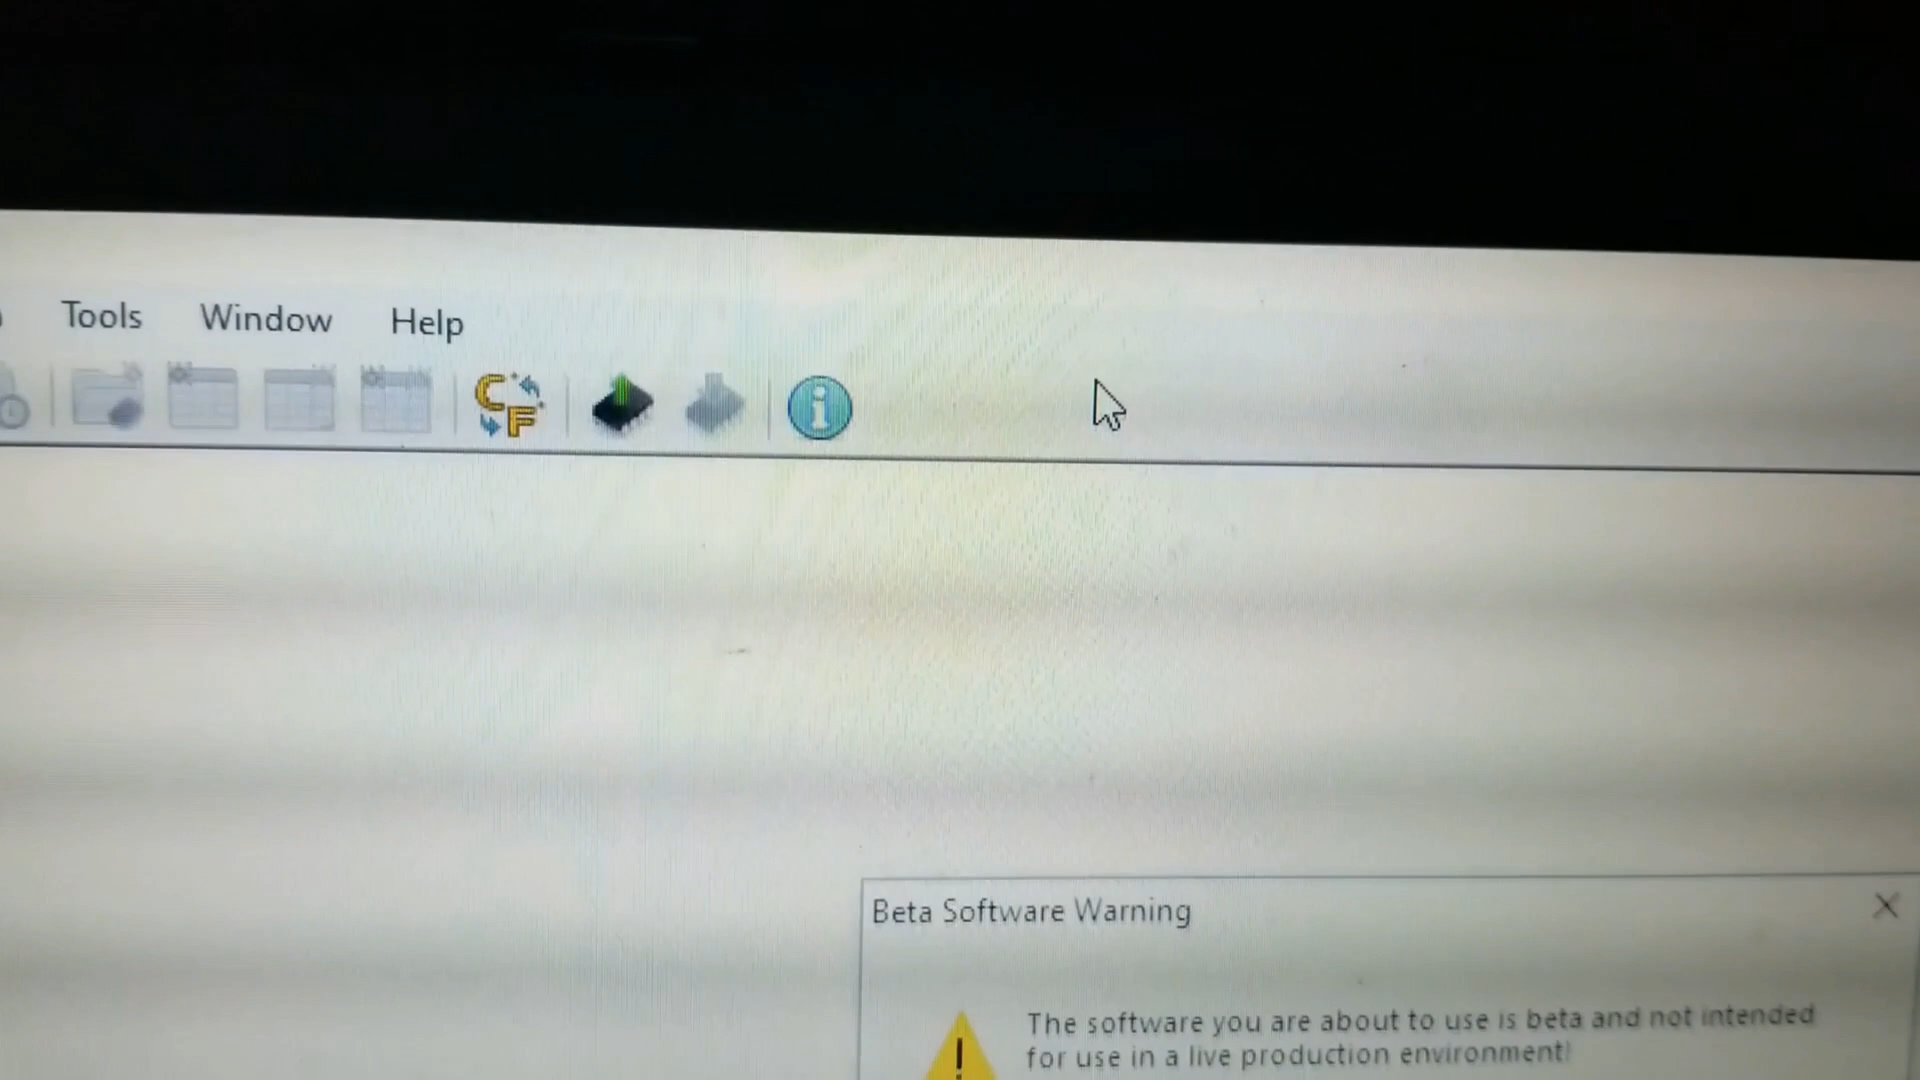 Tools Window Help
C F i
Beta Software Warning
The software you are about to use is beta and not intended
for use in a live production environment!